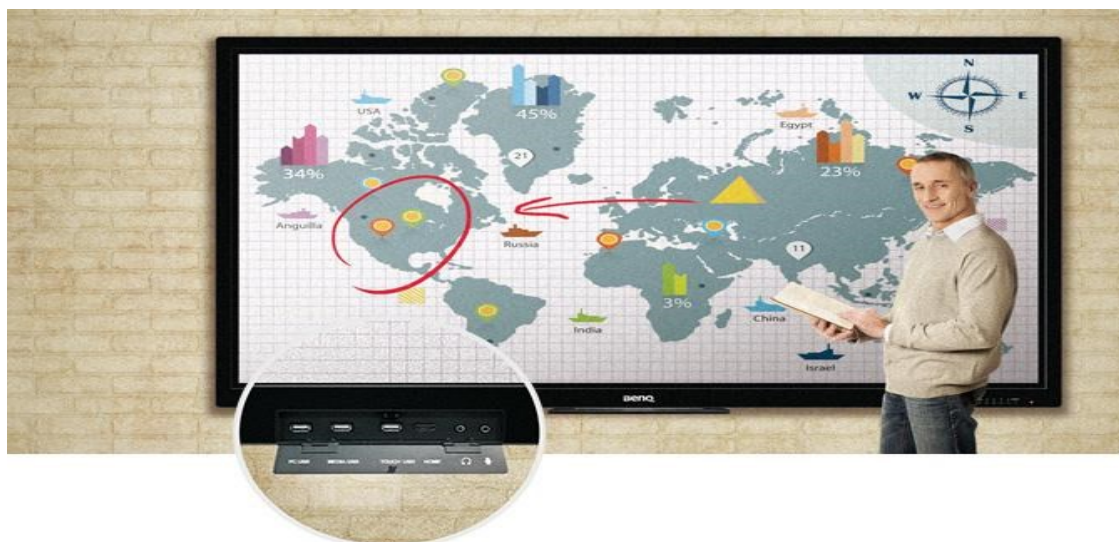 N
W E
S
USA
45%
Egypt
34%
21
23%
Anguilla
Russia
11
3%
India
China
Israel
BenQ
PC USB MEDIA USB TOUCH USB HDMI